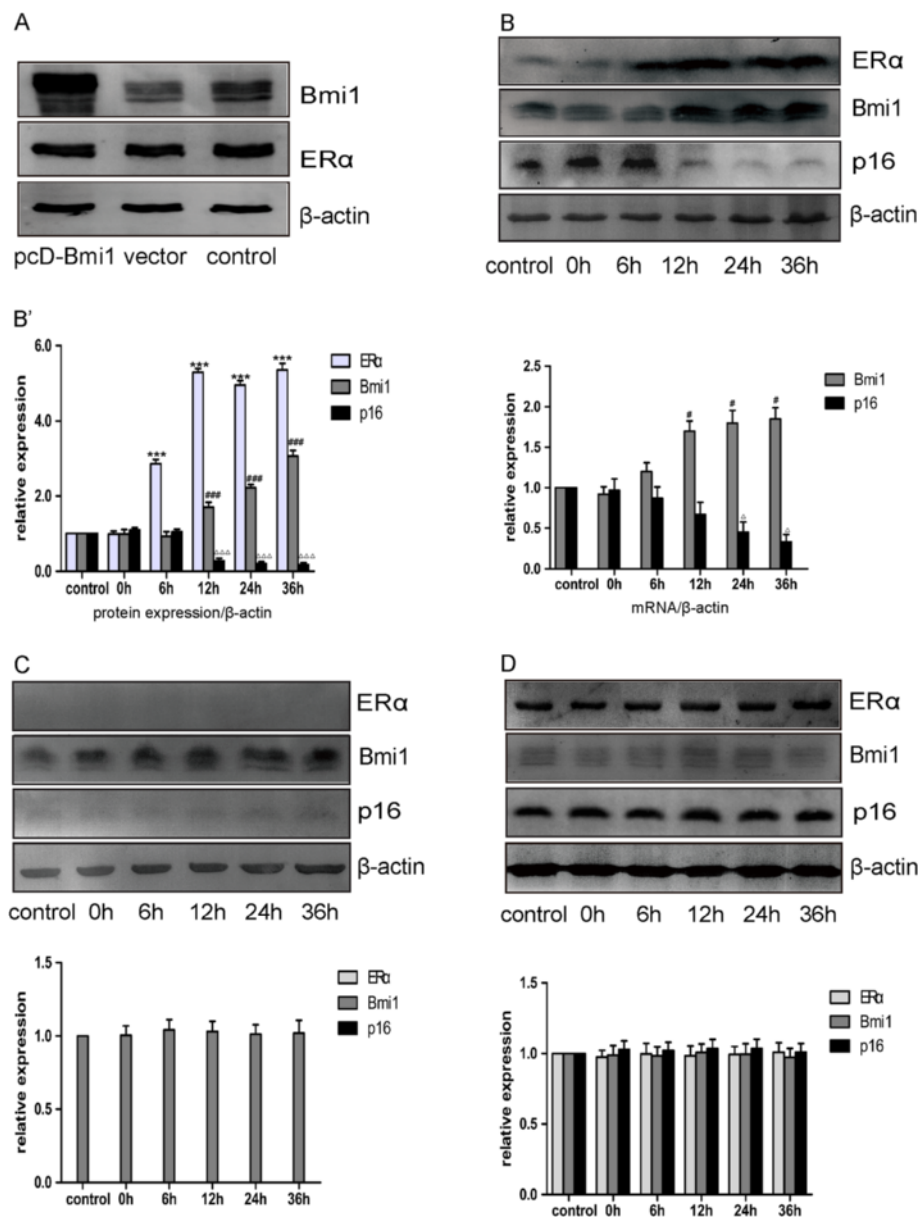 A
Bmi1
ERα
β-actin
pcD-Bmi1 vector control
B
ERα
Bmi1
p16
β-actin
control 0h 6h 12h 24h 36h
B'
relative expression
6.0
4.0
2.0
1.0
0.0
*** *** *** ***
### ### ###
△△△ △△△ △△△
ERα
Bmi1
p16
control 0h 6h 12h 24h 36h
protein expression/β-actin
relative expression
2.5
2.0
1.5
1.0
0.5
0.0
# # #
△ △
Bmi1
p16
control 0h 6h 12h 24h 36h
mRNA/β-actin
C
ERα
Bmi1
p16
β-actin
control 0h 6h 12h 24h 36h
relative expression
1.5
1.0
0.5
0.0
ERα
Bmi1
p16
control 0h 6h 12h 24h 36h
D
ERα
Bmi1
p16
β-actin
control 0h 6h 12h 24h 36h
relative expression
1.5
1.0
0.5
0.0
ERα
Bmi1
p16
control 0h 6h 12h 24h 36h